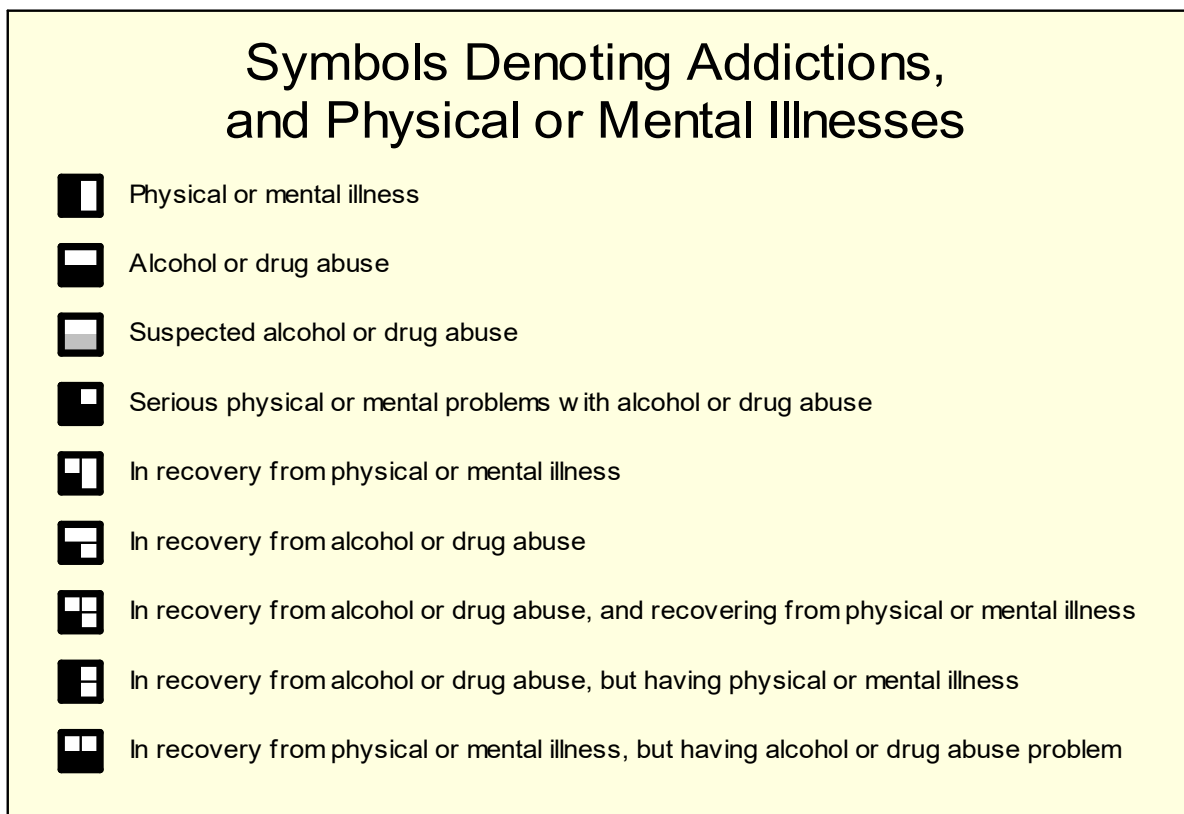 Symbols Denoting Addictions,
and Physical or Mental Illnesses
Physical or mental illness
Alcohol or drug abuse
Suspected alcohol or drug abuse
Serious physical or mental problems with alcohol or drug abuse
In recovery from physical or mental illness
In recovery from alcohol or drug abuse
In recovery from alcohol or drug abuse, and recovering from physical or mental illness
In recovery from alcohol or drug abuse, but having physical or mental illness
In recovery from physical or mental illness, but having alcohol or drug abuse problem